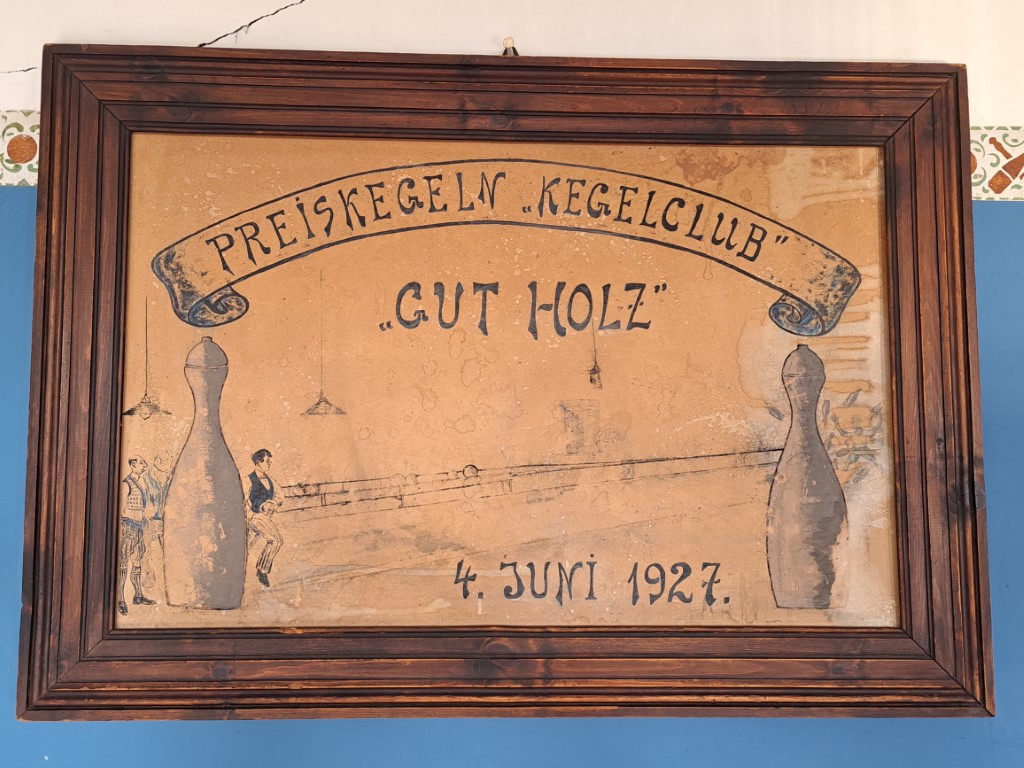 PREISKEGELN „KEGELCLUB”
„GUT HOLZ”
4. JUNI 1927.